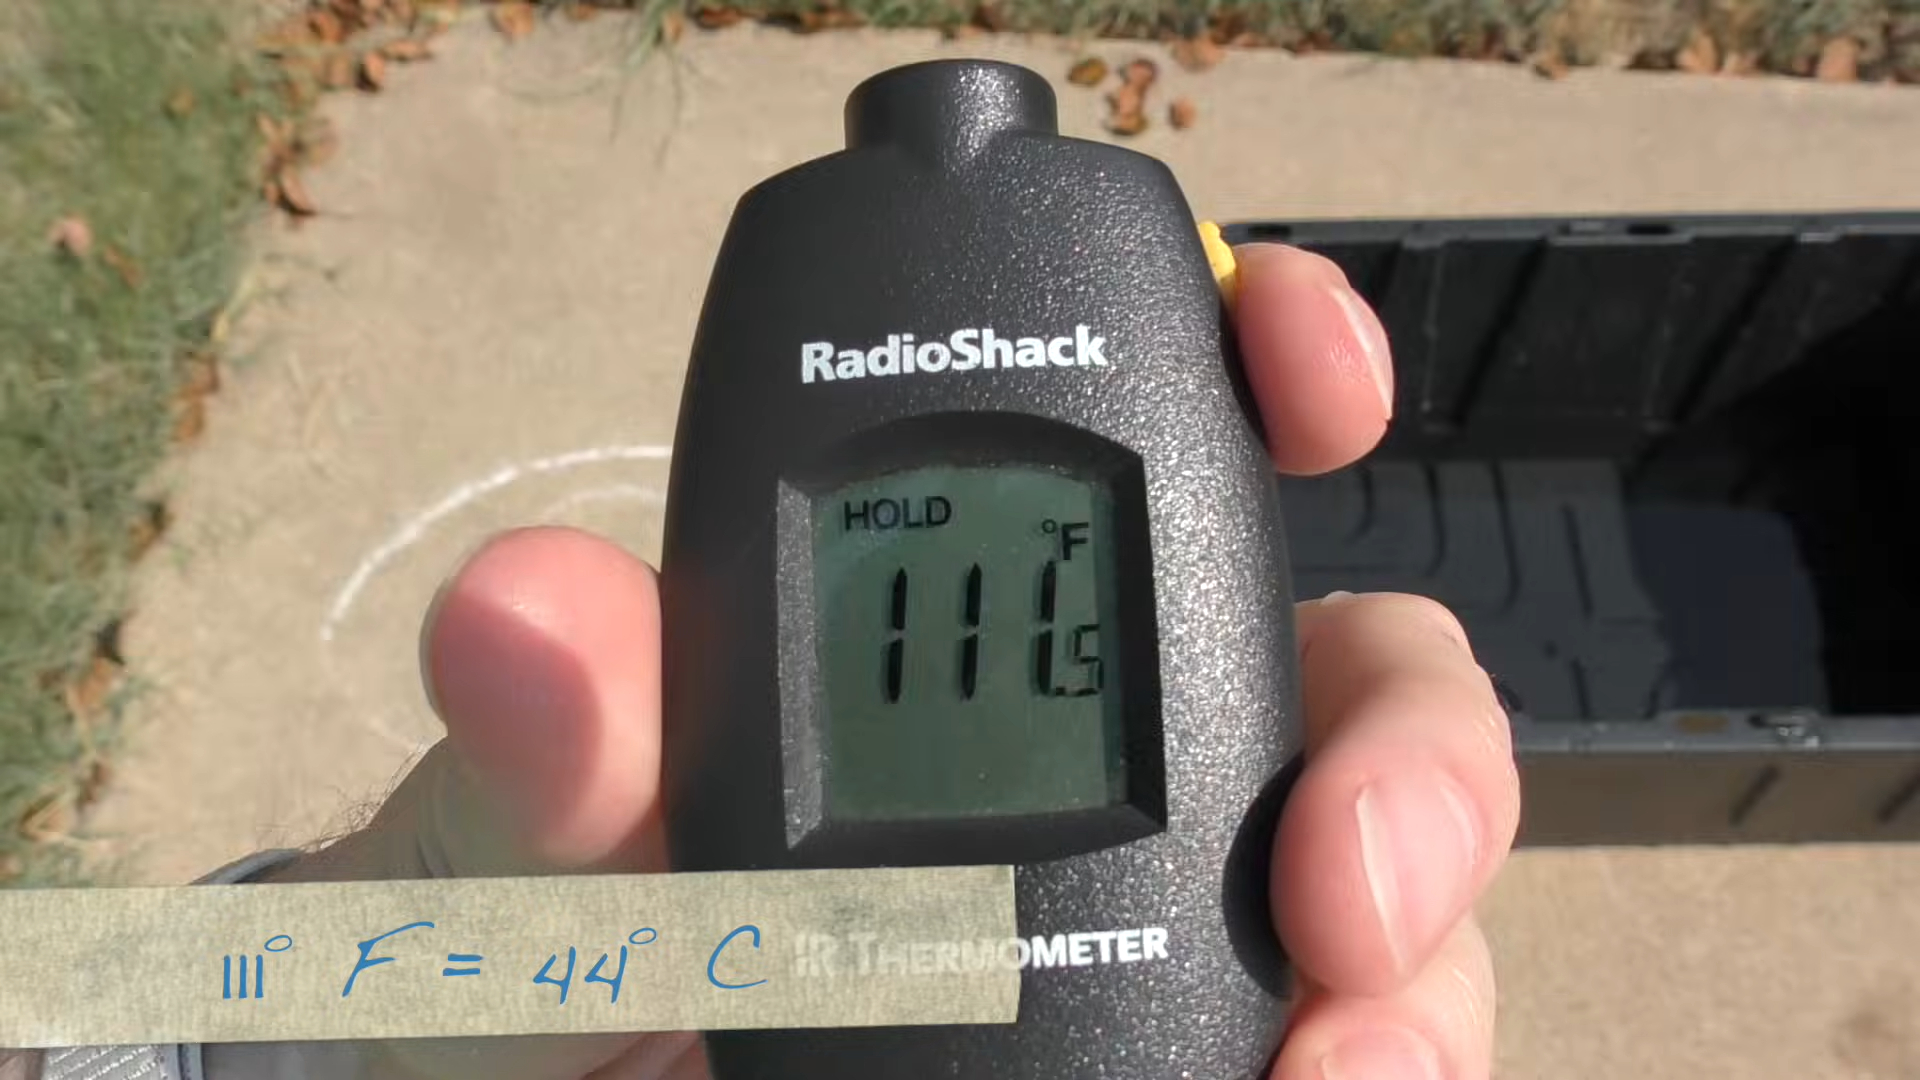 RadioShack
HOLD
°F
111.5
IR THERMOMETER
111° F = 44° C